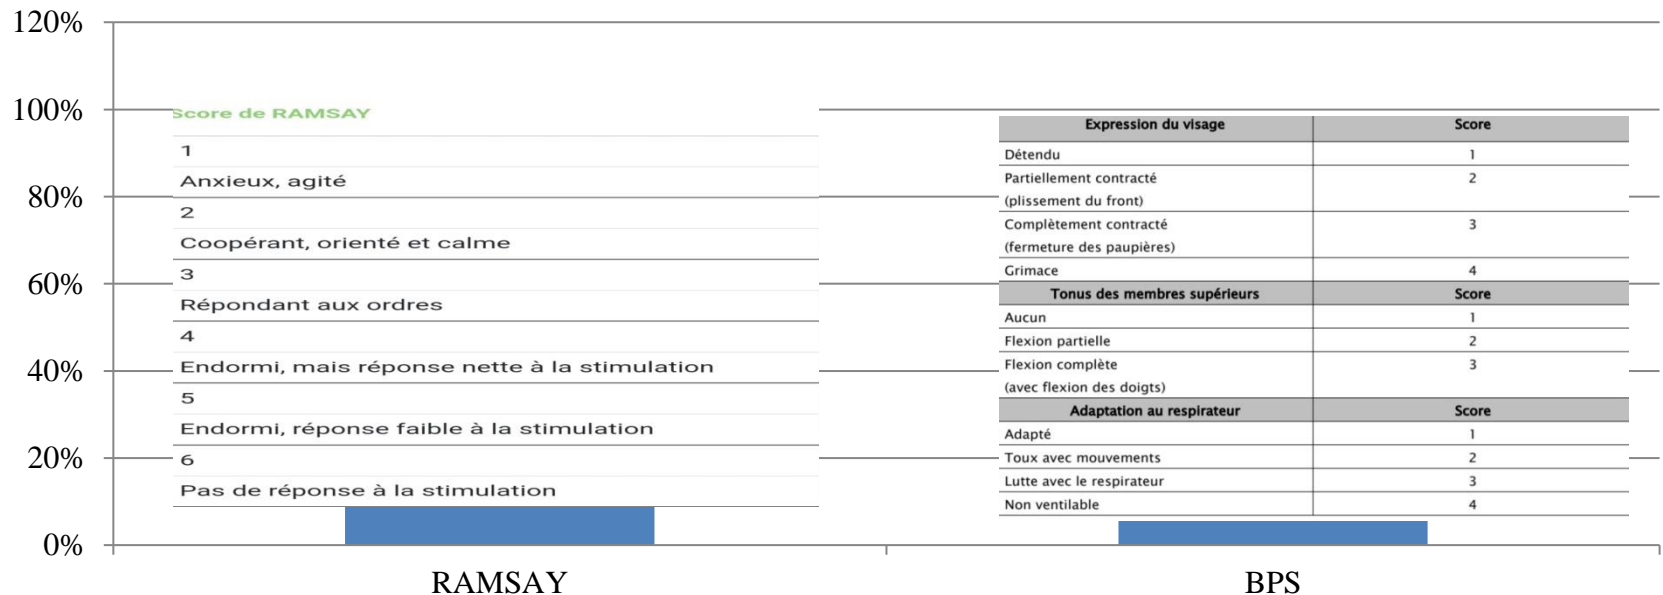 120%
100%
80%
60%
40%
20%
0%
Score de RAMSAY
1
Anxieux, agité
2
Coopérant, orienté et calme
3
Répondant aux ordres
4
Endormi, mais réponse nette à la stimulation
5
Endormi, réponse faible à la stimulation
6
Pas de réponse à la stimulation
Expression du visage Score
Détendu 1
Partiellement contracté 2
(plissement du front)
Complètement contracté 3
(fermeture des paupières)
Grimace 4
Tonus des membres supérieurs Score
Aucun 1
Flexion partielle 2
Flexion complète 3
(avec flexion des doigts)
Adaptation au respirateur Score
Adapté 1
Toux avec mouvements 2
Lutte avec le respirateur 3
Non ventilable 4
RAMSAY BPS